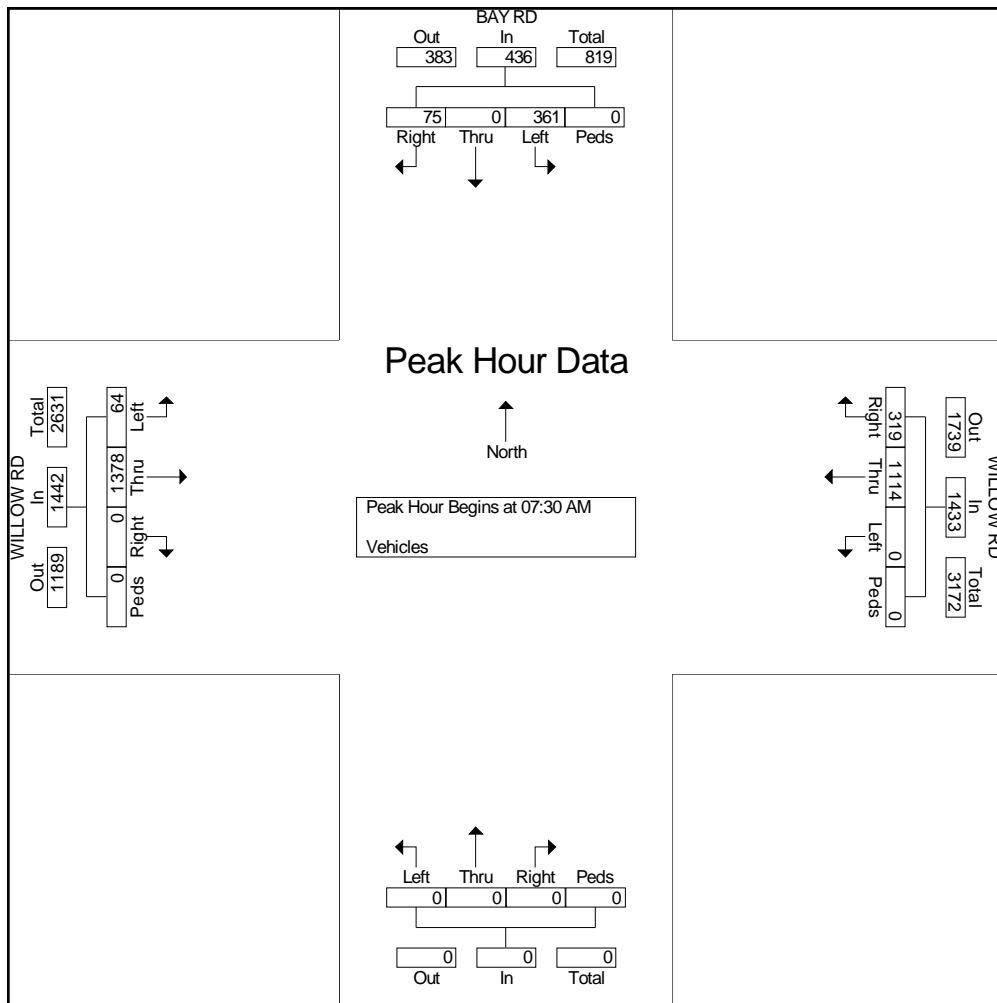 BAY RD
Out In Total
383 436 819
75 0 361 0
Right Thru Left Peds
Peak Hour Data
North
Peak Hour Begins at 07:30 AM
Vehicles
WILLOW RD
Out In Total
1189 1442 2631
0 0 1378 64
Peds Right Thru Left
WILLOW RD
Out In Total
1739 1433 3172
319 1114 0 0
Right Thru Left Peds
Left Thru Right Peds
0 0 0 0
0 0 0
Out In Total